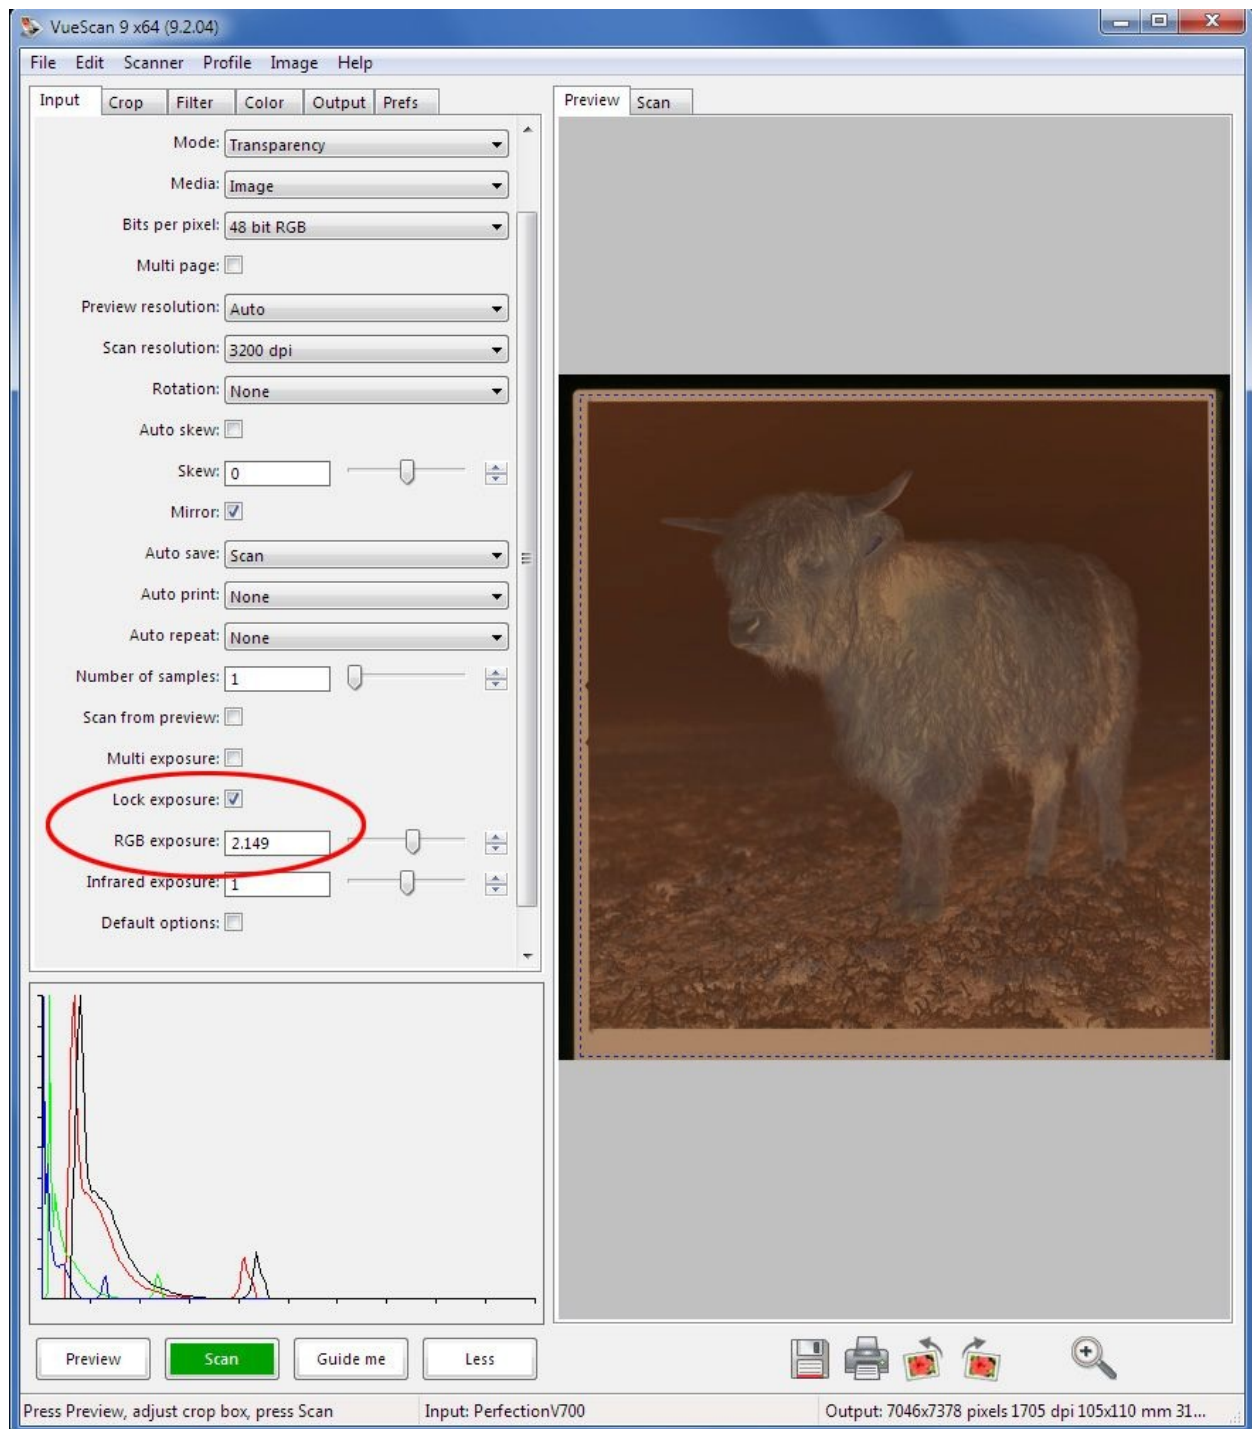 VueScan 9 x64 (9.2.04)
File Edit Scanner Profile Image Help
Input Crop Filter Color Output Prefs
Preview Scan
Mode: Transparency
Media: Image
Bits per pixel: 48 bit RGB
Multi page:
Preview resolution: Auto
Scan resolution: 3200 dpi
Rotation: None
Auto skew:
Skew: 0
Mirror:
Auto save: Scan
Auto print: None
Auto repeat: None
Number of samples: 1
Scan from preview:
Multi exposure:
Lock exposure:
RGB exposure: 2.149
Infrared exposure: 1
Default options:
Preview Scan Guide me Less
Press Preview, adjust crop box, press Scan Input: PerfectionV700 Output: 7046x7378 pixels 1705 dpi 105x110 mm 31...